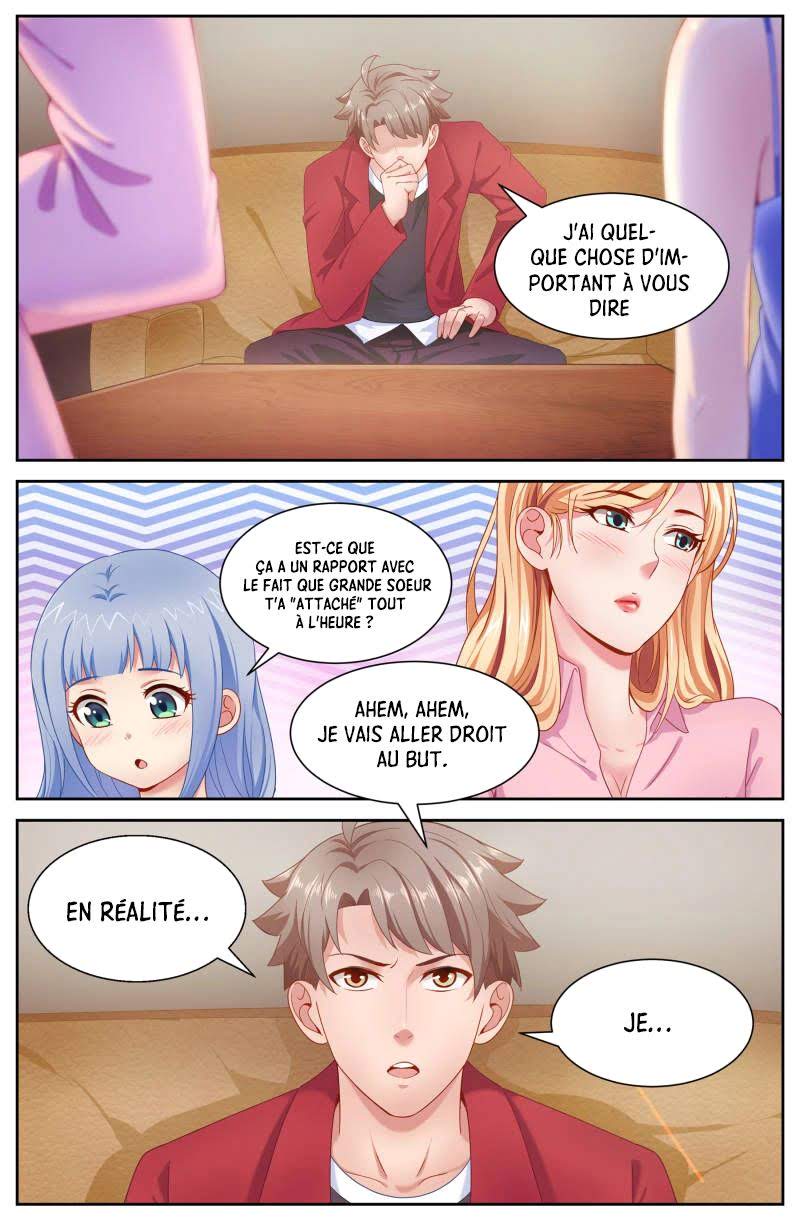 J'AI QUEL-
QUE CHOSE D'IM-
PORTANT À VOUS
DIRE
EST-CE QUE
ÇA A UN RAPPORT AVEC
LE FAIT QUE GRANDE SOEUR
T'A "ATTACHÉ" TOUT
À L'HEURE ?
AHEM, AHEM,
JE VAIS ALLER DROIT
AU BUT.
EN RÉALITÉ...
JE...